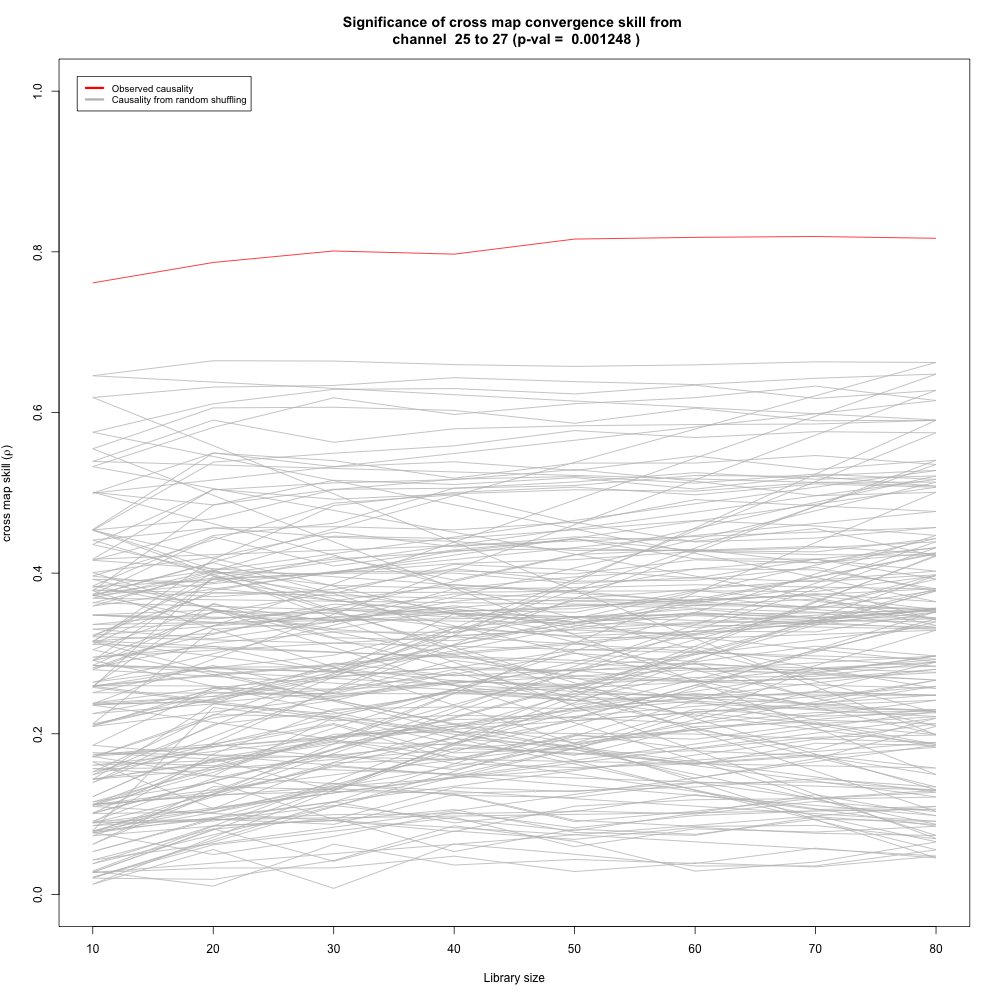 Significance of cross map convergence skill from
channel  25 to 27 (p-val =  0.001248 )
Observed causality
Causality from random shuffling
1.0
0.8
0.6
0.4
0.2
0.0
cross map skill (ρ)
10 20 30 40 50 60 70 80
Library size